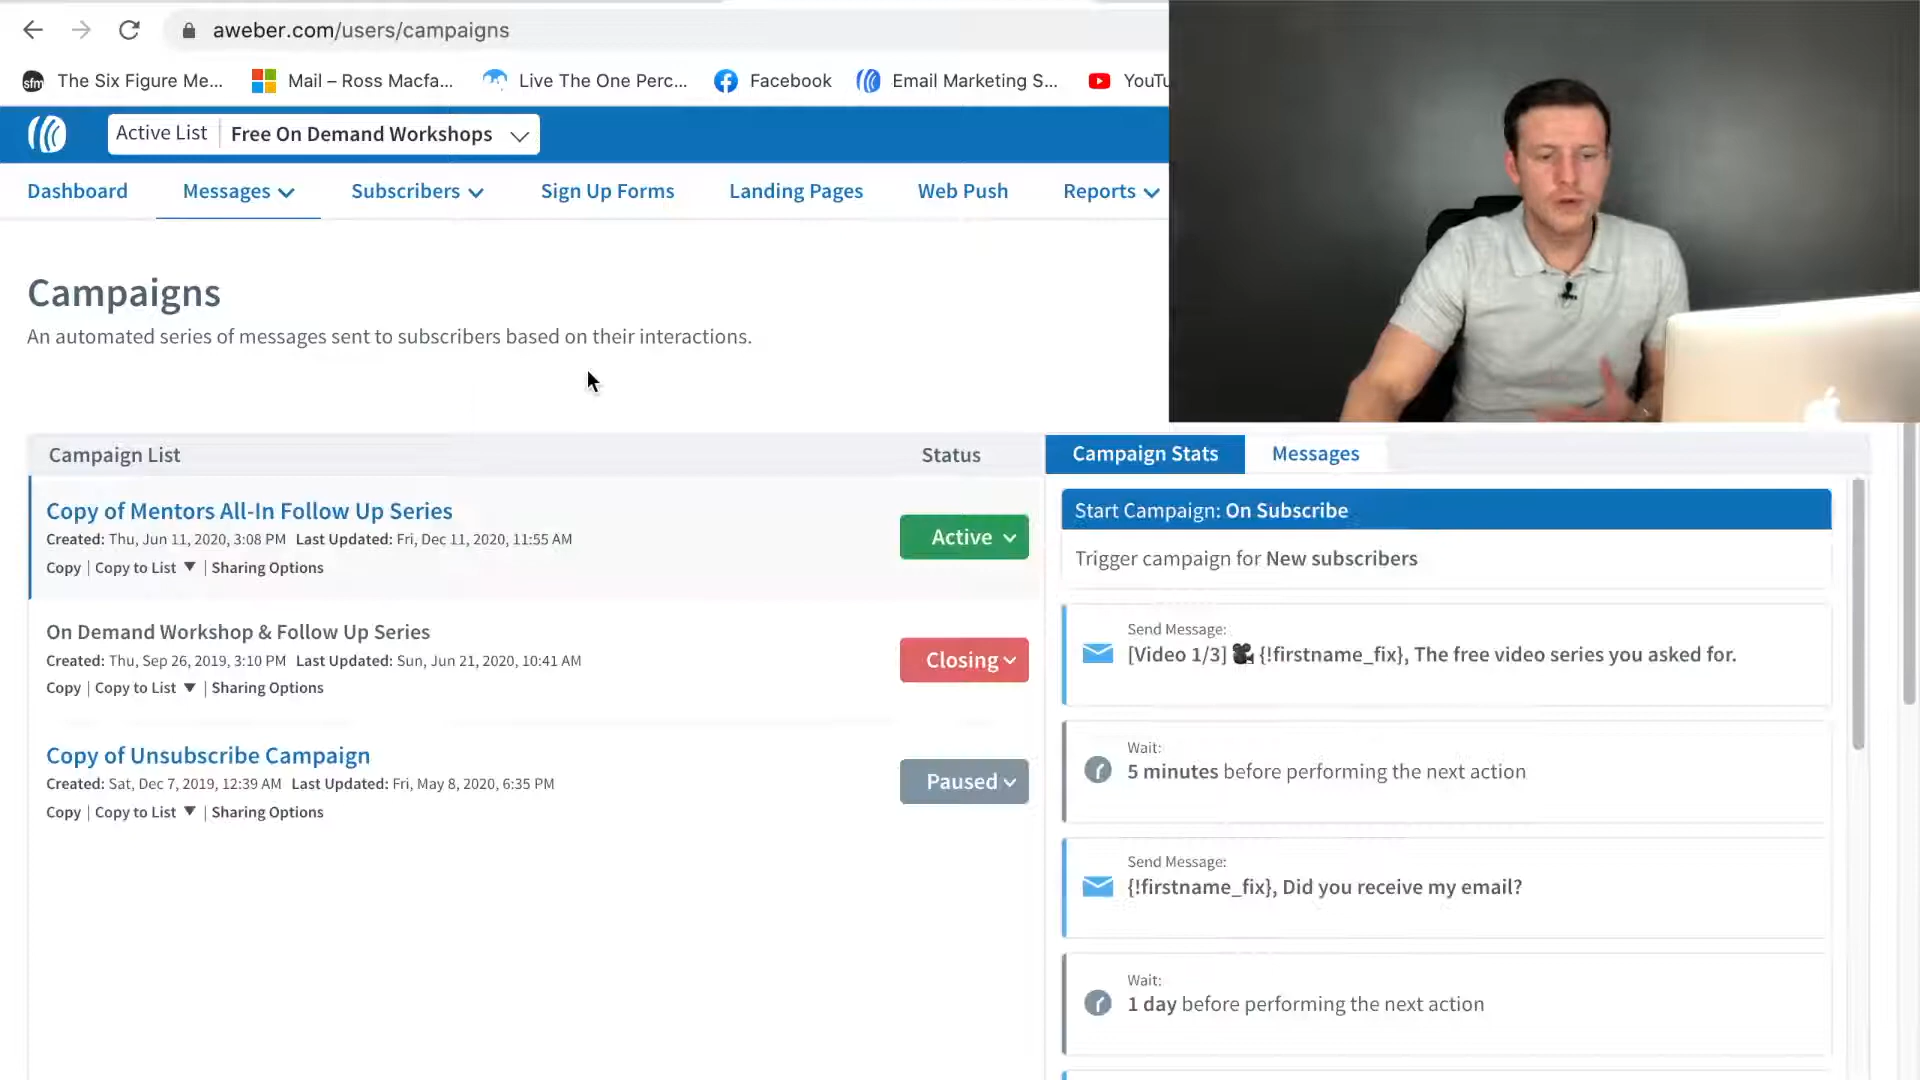 aweber.com/users/campaigns
sfm The Six Figure Me... Mail – Ross Macfa... Live The One Perc... Facebook Email Marketing S... YouTu
Active List Free On Demand Workshops
Dashboard Messages Subscribers Sign Up Forms Landing Pages Web Push Reports
Campaigns
An automated series of messages sent to subscribers based on their interactions.
Campaign List Status
Copy of Mentors All-In Follow Up Series
Created: Thu, Jun 11, 2020, 3:08 PM Last Updated: Fri, Dec 11, 2020, 11:55 AM
Copy | Copy to List ▼ | Sharing Options
Active
On Demand Workshop & Follow Up Series
Created: Thu, Sep 26, 2019, 3:10 PM Last Updated: Sun, Jun 21, 2020, 10:41 AM
Copy | Copy to List ▼ | Sharing Options
Closing
Copy of Unsubscribe Campaign
Created: Sat, Dec 7, 2019, 12:39 AM Last Updated: Fri, May 8, 2020, 6:35 PM
Copy | Copy to List ▼ | Sharing Options
Paused
Campaign Stats Messages
Start Campaign: On Subscribe
Trigger campaign for New subscribers
Send Message:
[Video 1/3] 🎥 {!firstname_fix}, The free video series you asked for.
Wait:
5 minutes before performing the next action
Send Message:
{!firstname_fix}, Did you receive my email?
Wait:
1 day before performing the next action